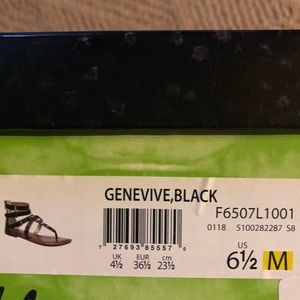 GENEVIVE,BLACK
F6507L1001
0118 S100282287 S8
7 27693 85557 0
UK EUR cm US
4½ 36½ 23½ 6½ M